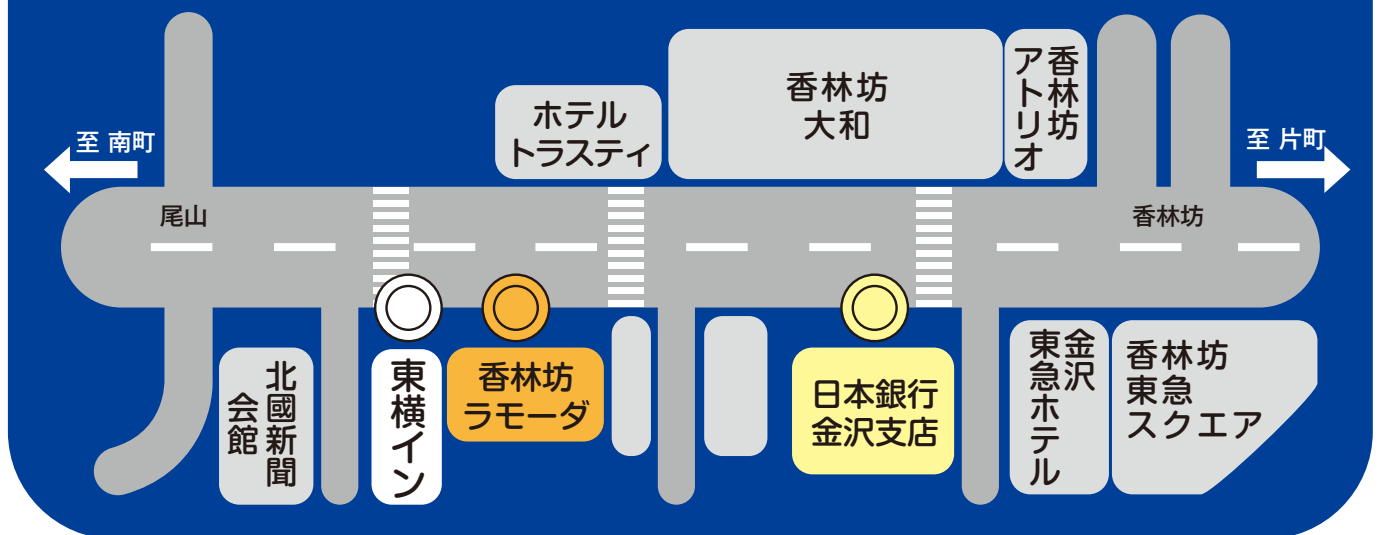 香林坊
大和
香林坊
アトリオ
ホテル
トラスティ
至 南町
至 片町
尾山
香林坊
北國新聞
会館
東横イン
香林坊
ラモーダ
日本銀行
金沢支店
金沢
東急ホテル
香林坊
東急
スクエア